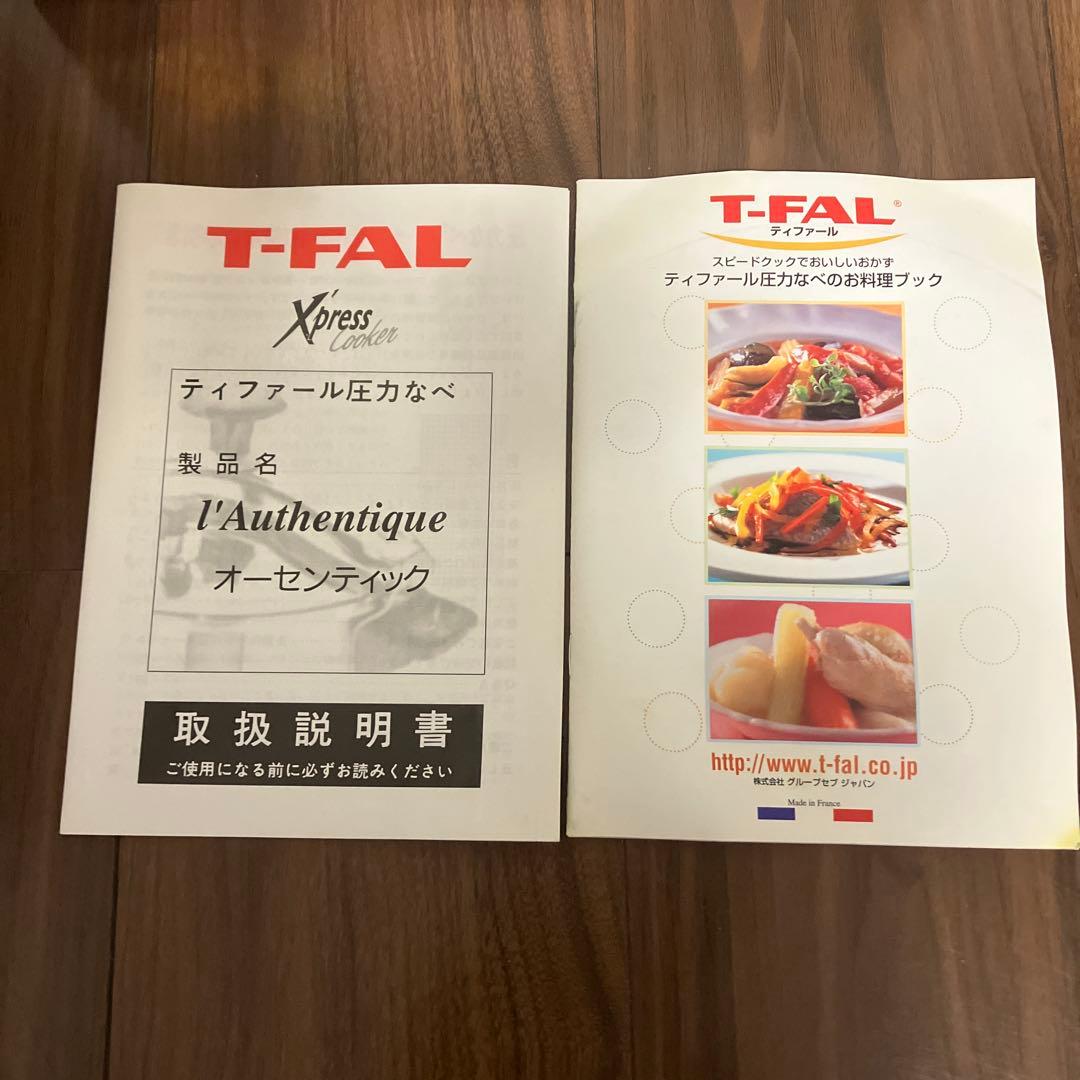 T-FAL
X'press
Cooker
ティファール圧力なべ
製品名
l'Authentique
オーセンティック
取扱説明書
ご使用になる前に必ずお読みください
T-FAL®
ティファール
スピードクックでおいしいおかず
ティファール圧力なべのお料理ブック
http://www.t-fal.co.jp
株式会社 グループセブ ジャパン
Made in France